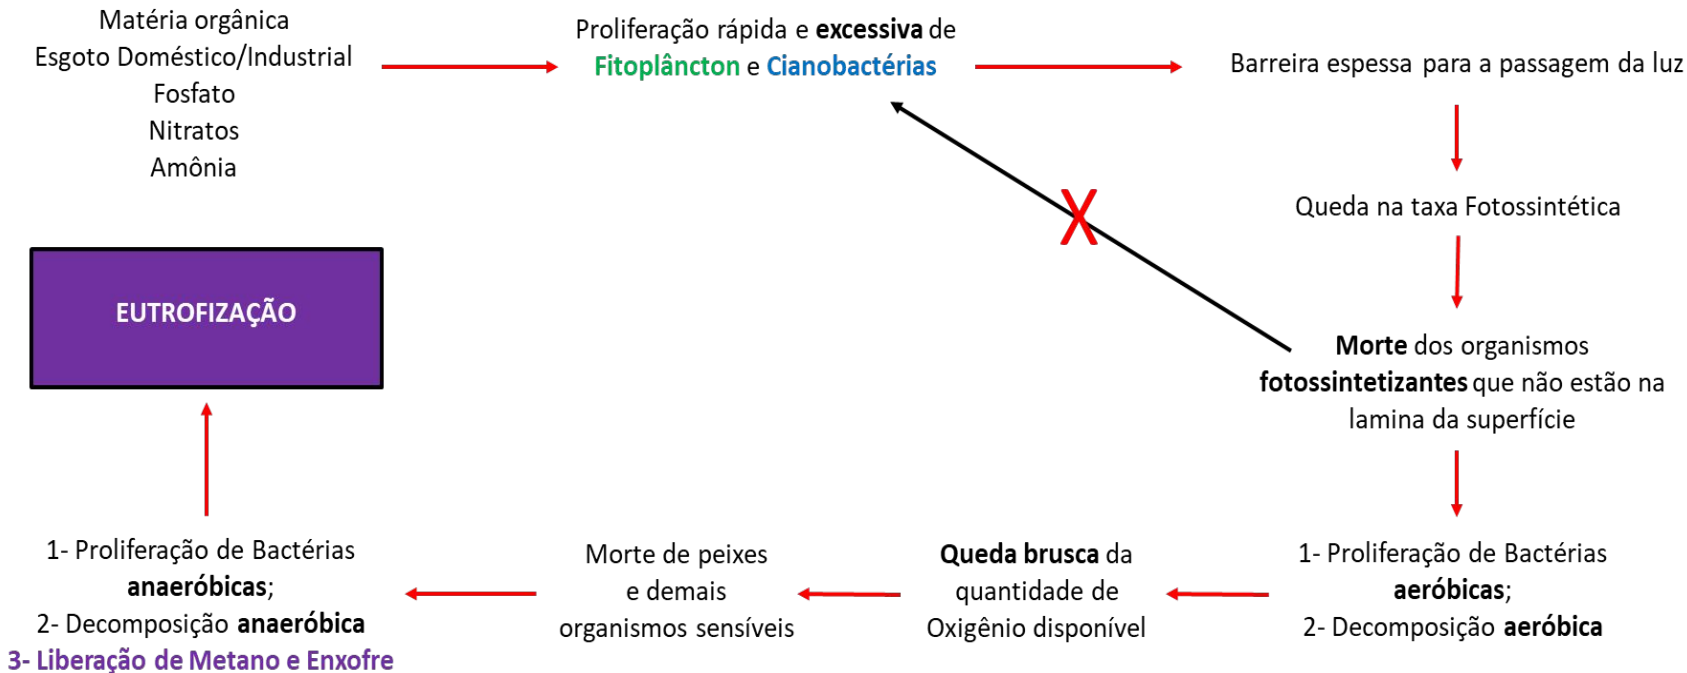 Matéria orgânica
Esgoto Doméstico/Industrial
Fosfato
Nitratos
Amônia
Proliferação rápida e excessiva de
Fitoplâncton e Cianobactérias
Barreira espessa para a passagem da luz
Queda na taxa Fotossintética
X
Morte dos organismos
fotossintetizantes que não estão na
lamina da superfície
1- Proliferação de Bactérias
aeróbicas;
2- Decomposição aeróbica
Queda brusca da
quantidade de
Oxigênio disponível
Morte de peixes
e demais
organismos sensíveis
1- Proliferação de Bactérias
anaeróbicas;
2- Decomposição anaeróbica
3- Liberação de Metano e Enxofre
EUTROFIZAÇÃO